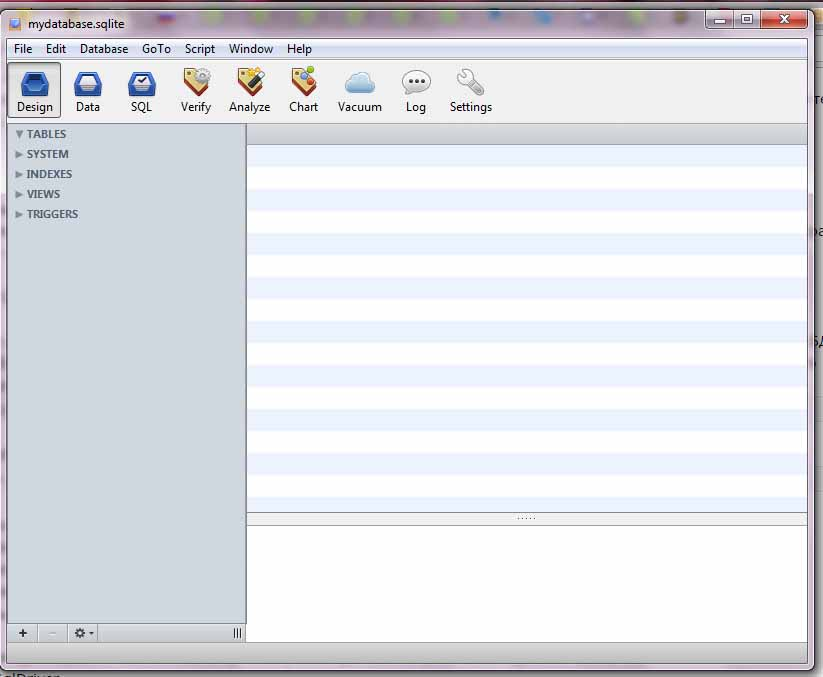 mydatabase.sqlite
File Edit Database GoTo Script Window Help
Design Data SQL Verify Analyze Chart Vacuum Log Settings
TABLES
SYSTEM
INDEXES
VIEWS
TRIGGERS